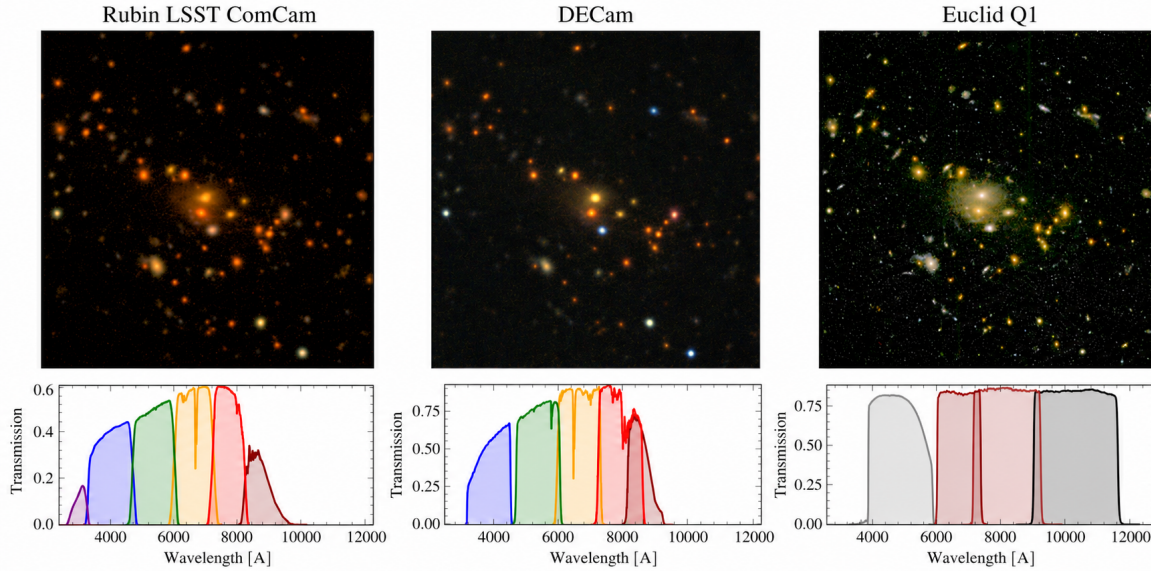 Rubin LSST ComCam
DECam
Euclid Q1
Transmission
0.6
0.4
0.2
0.0
4000 6000 8000 10000 12000
Wavelength [A]
Transmission
0.75
0.50
0.25
0.00
4000 6000 8000 10000 12000
Wavelength [A]
Transmission
0.75
0.50
0.25
0.00
4000 6000 8000 10000 12000
Wavelength [A]